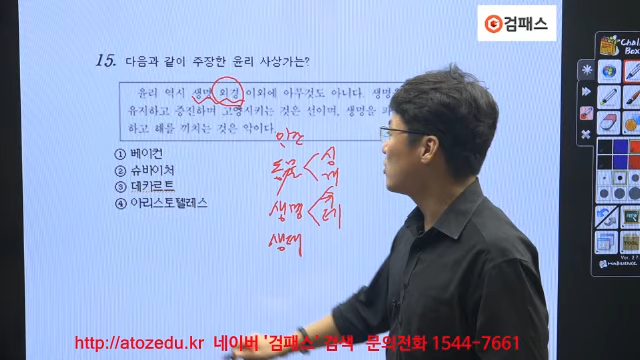 검패스
15. 다음과 같이 주장한 윤리 사상가는?
윤리 역시 생명 외경 이외에 아무것도 아니다. 생명을
유지하고 증진하며 고양시키는 것은 선이며, 생명을 파
하고 해를 끼치는 것은 악이다.
① 베이컨
② 슈바이처
③ 데카르트
④ 아리스토텔레스
인간
동물 싱
레
생명 슈
레
생태
http://atozedu.kr 네이버 '검패스' 검색 문의전화 1544-7661